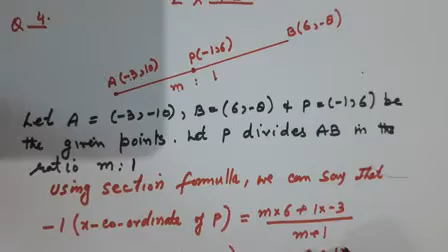 Q 4.
A(-3,10) P(-1,6) B(6,-8)
m : 1
Let A = (-3,-10), B = (6,-8) & P = (-1,6) be
the given points. Let P divides AB in the
ratio m:1
Using section formula, we can say that
-1 (x-co-ordinate of P) = m×6 + 1×-3
m+1